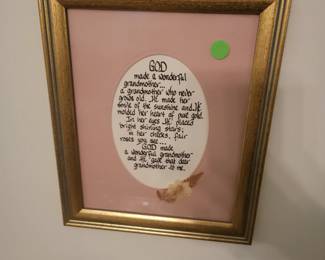 GOD
made a wonderful
grandmother...
a grandmother who never
grows old...He made her
smile of the sunshine and He
molded her heart of pure gold.
In her eyes He placed
bright shining stars;
in her cheeks, fair
roses you see...
GOD made
a wonderful grandmother
and He gave that dear
grandmother to me.